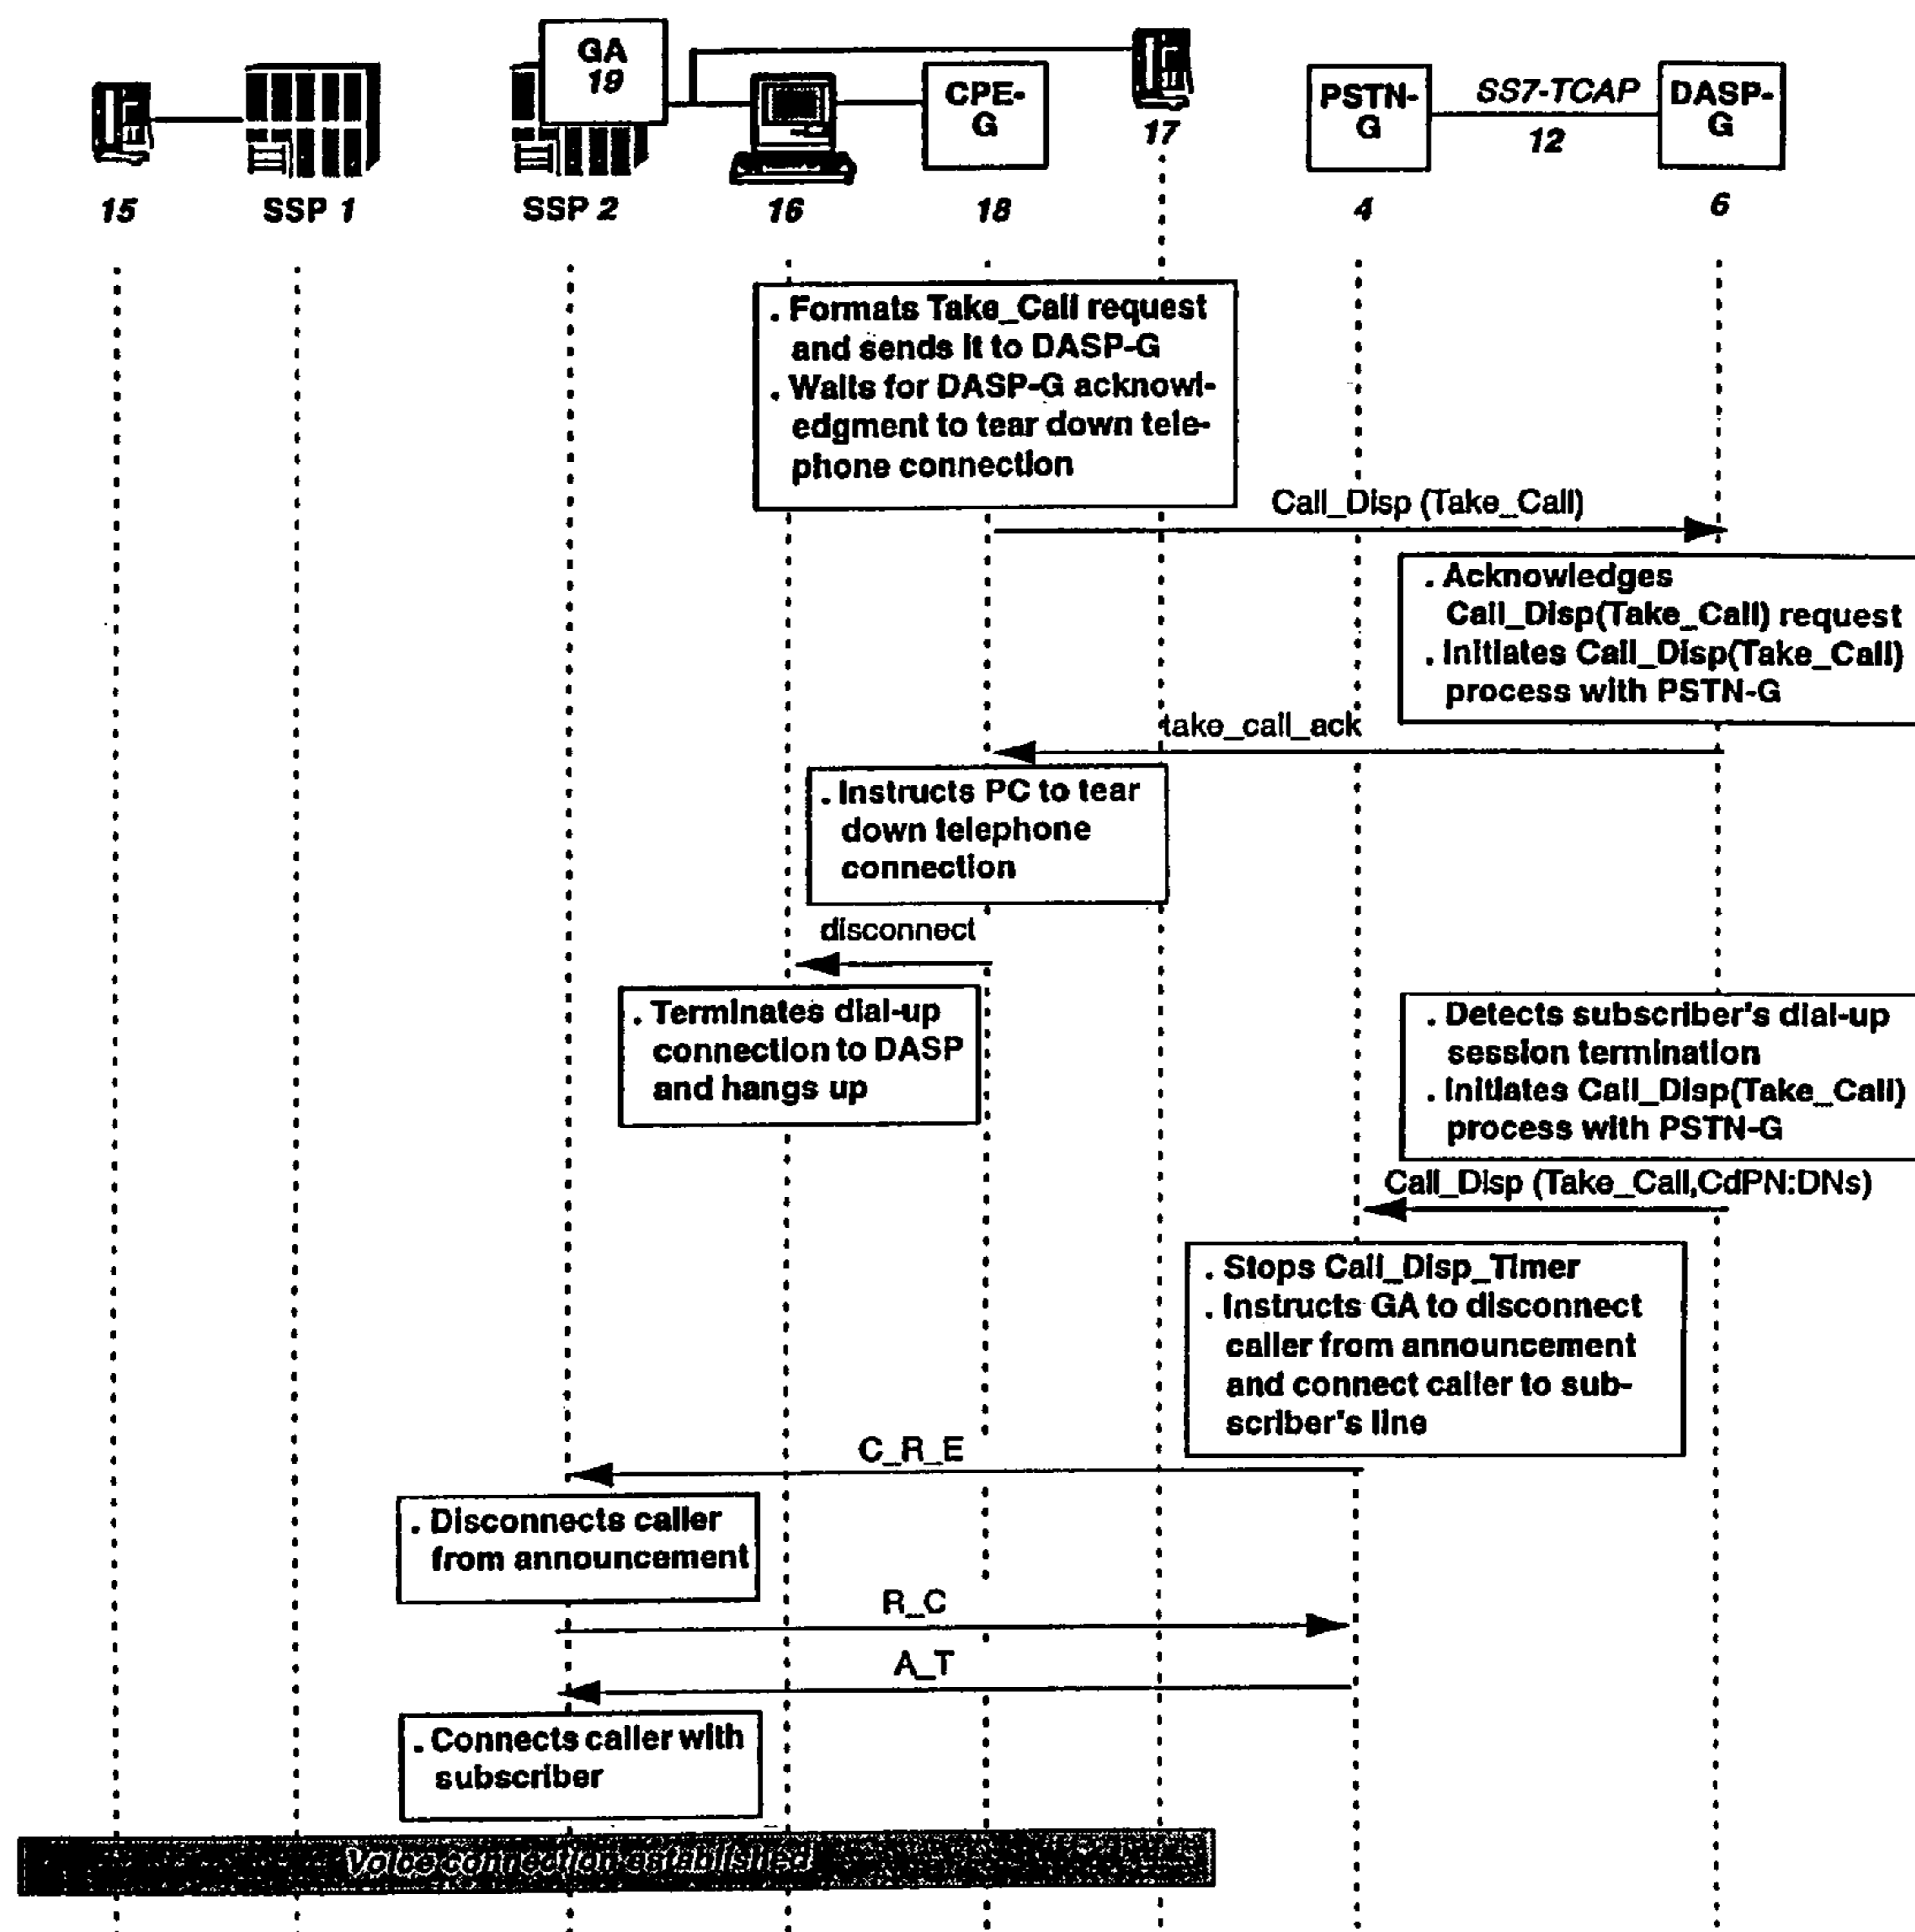 GA
19
CPE-
G
17
PSTN-
G
SS7-TCAP
12
DASP-
G
15
SSP 1
SSP 2
16
18
4
6
. Formats Take_Call request
and sends it to DASP-G
. Waits for DASP-G acknowl-
edgment to tear down tele-
phone connection
Call_Disp (Take_Call)
. Acknowledges
Call_Disp(Take_Call) request
. Initiates Call_Disp(Take_Call)
process with PSTN-G
take_call_ack
. Instructs PC to tear
down telephone
connection
disconnect
. Terminates dial-up
connection to DASP
and hangs up
. Detects subscriber's dial-up
session termination
. Initiates Call_Disp(Take_Call)
process with PSTN-G
Call_Disp (Take_Call,CdPN:DNs)
. Stops Call_Disp_Timer
. Instructs GA to disconnect
caller from announcement
and connect caller to sub-
scriber's line
C_R_E
. Disconnects caller
from announcement
R_C
A_T
. Connects caller with
subscriber
Voice connection established